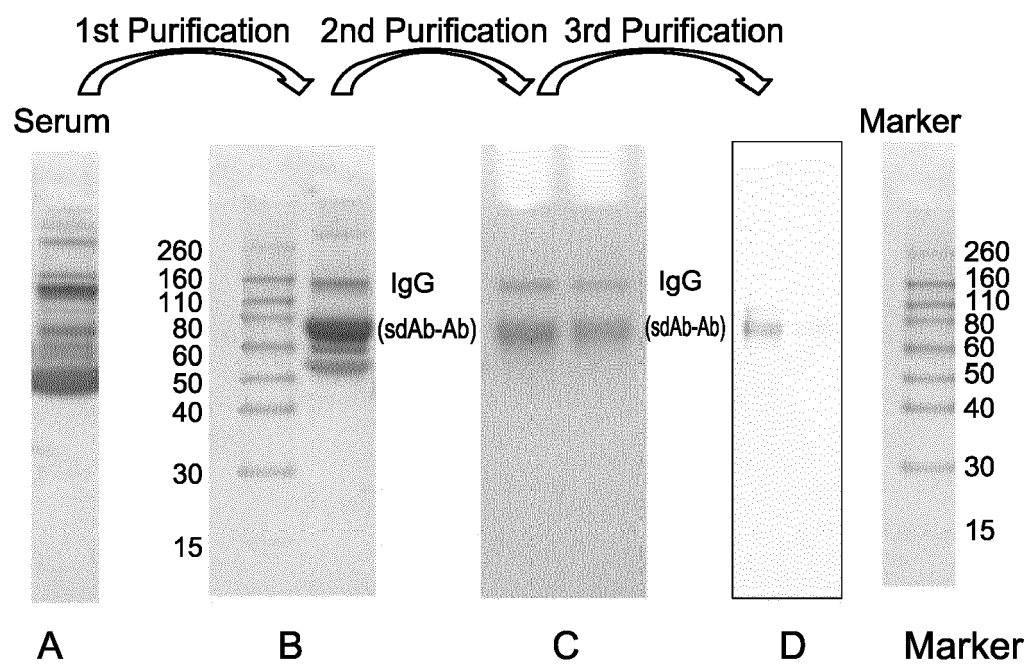 1st Purification 2nd Purification 3rd Purification
Serum Marker
260
160
110
80
60
50
40
30
15
IgG
(sdAb-Ab)
IgG
(sdAb-Ab)
260
160
110
80
60
50
40
30
15
A B C D Marker